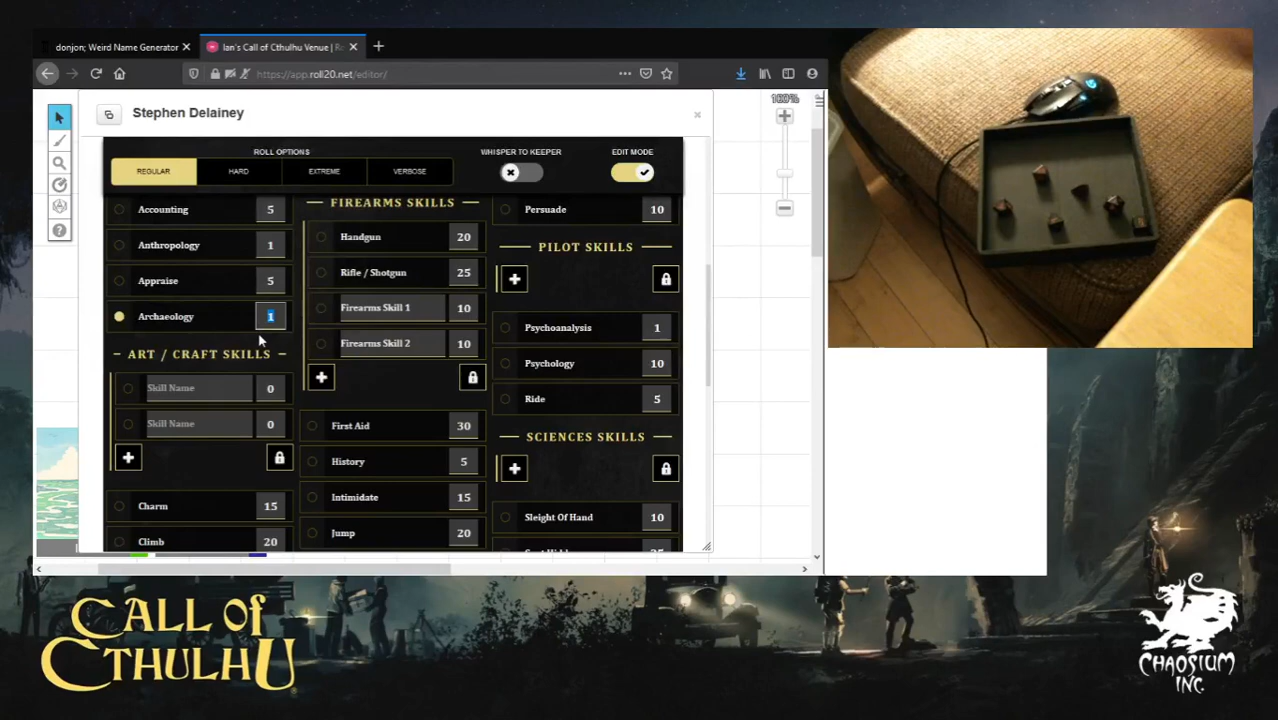 donjon; Weird Name Generator
Ian's Call of Cthulhu Venue | Ro
https://app.roll20.net/editor/
Stephen Delainey
100%
ROLL OPTIONS
REGULAR
HARD
EXTREME
VERBOSE
WHISPER TO KEEPER
EDIT MODE
Accounting 5
Anthropology 1
Appraise 5
Archaeology 1
ART / CRAFT SKILLS
Skill Name 0
Skill Name 0
Charm 15
Climb 20
FIREARMS SKILLS
Handgun 20
Rifle / Shotgun 25
Firearms Skill 1 10
Firearms Skill 2 10
First Aid 30
History 5
Intimidate 15
Jump 20
Persuade 10
PILOT SKILLS
Psychoanalysis 1
Psychology 10
Ride 5
SCIENCES SKILLS
Sleight Of Hand 10
CALL of
CTHULHU
CHAOSIUM
INC.